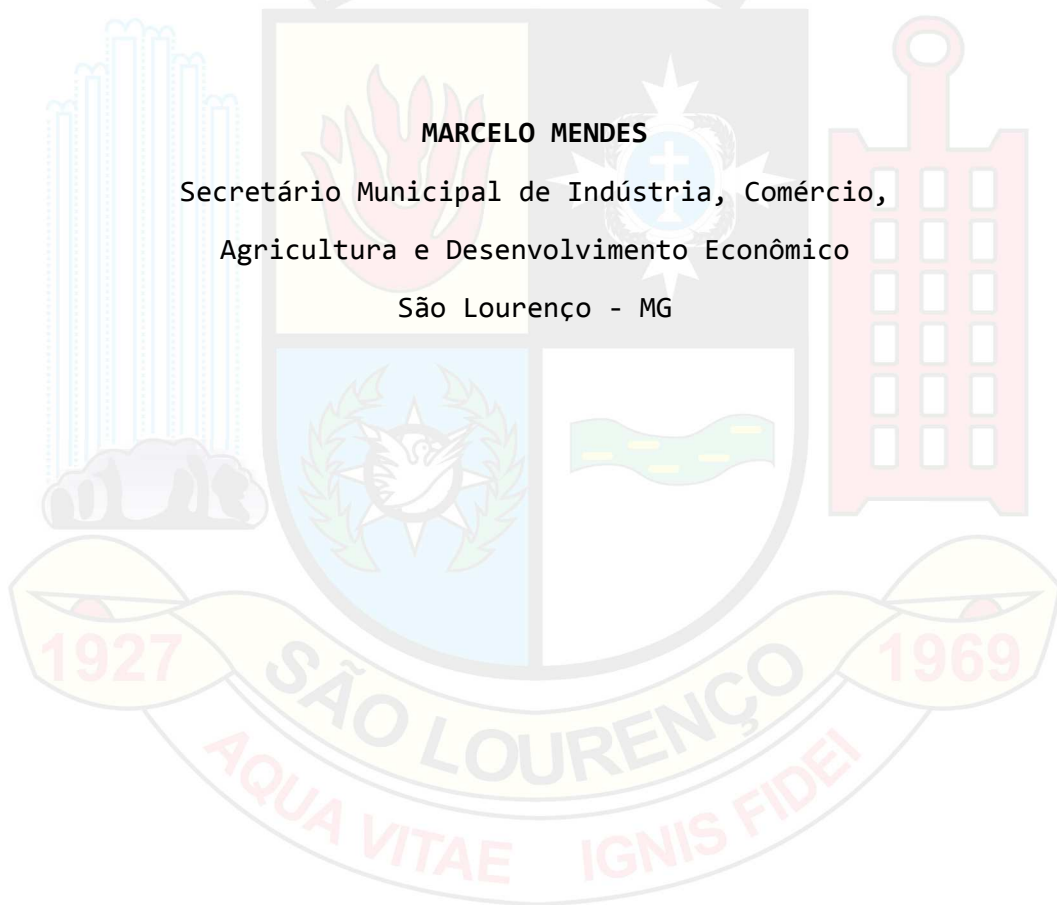 MARCELO MENDES
Secretário Municipal de Indústria, Comércio,
Agricultura e Desenvolvimento Econômico
São Lourenço - MG
1927
SÃO LOURENÇO
1969
AQUA VITAE IGNIS FIDEI